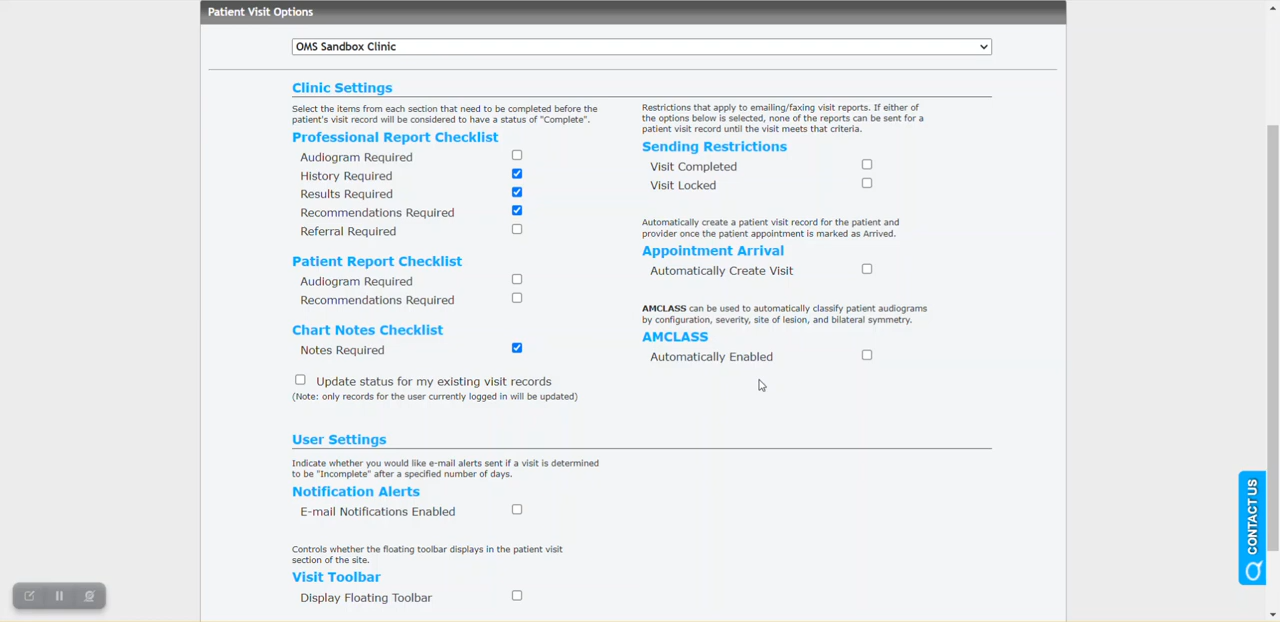 Patient Visit Options
OMS Sandbox Clinic
Clinic Settings
Select the items from each section that need to be completed before the
patient's visit record will be considered to have a status of "Complete".
Professional Report Checklist
Audiogram Required
History Required
Results Required
Recommendations Required
Referral Required
Patient Report Checklist
Audiogram Required
Recommendations Required
Chart Notes Checklist
Notes Required
Update status for my existing visit records
(Note: only records for the user currently logged in will be updated)
Restrictions that apply to emailing/faxing visit reports. If either of
the options below is selected, none of the reports can be sent for a
patient visit record until the visit meets that criteria.
Sending Restrictions
Visit Completed
Visit Locked
Automatically create a patient visit record for the patient and
provider once the patient appointment is marked as Arrived.
Appointment Arrival
Automatically Create Visit
AMCLASS can be used to automatically classify patient audiograms
by configuration, severity, site of lesion, and bilateral symmetry.
AMCLASS
Automatically Enabled
User Settings
Indicate whether you would like e-mail alerts sent if a visit is determined
to be "Incomplete" after a specified number of days.
Notification Alerts
E-mail Notifications Enabled
Controls whether the floating toolbar displays in the patient visit
section of the site.
Visit Toolbar
Display Floating Toolbar
CONTACT US